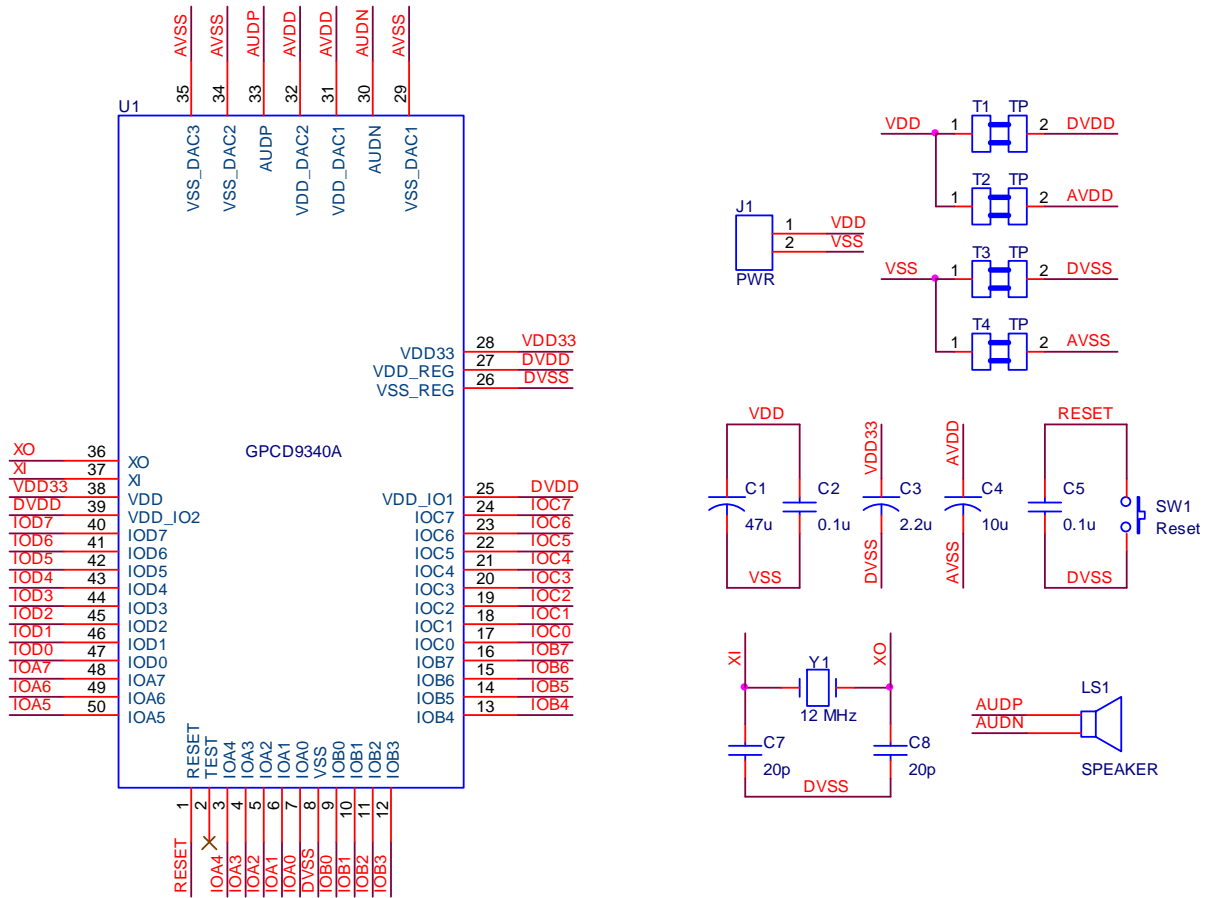 AVSS AVSS AUDP AVDD AVDD AUDN AVSS
35 34 33 32 31 30 29
U1
VSS_DAC3 VSS_DAC2 AUDP VDD_DAC2 VDD_DAC1 AUDN VSS_DAC1
VDD33 28 VDD33
VDD_REG 27 DVDD
VSS_REG 26 DVSS
GPCD9340A
XO 36 XO
XI 37 XI
VDD33 38 VDD
DVDD 39 VDD_IO2
IOD7 40 IOD7
IOD6 41 IOD6
IOD5 42 IOD5
IOD4 43 IOD4
IOD3 44 IOD3
IOD2 45 IOD2
IOD1 46 IOD1
IOD0 47 IOD0
IOA7 48 IOA7
IOA6 49 IOA6
IOA5 50 IOA5
VDD_IO1 25 DVDD
IOC7 24 IOC7
IOC6 23 IOC6
IOC5 22 IOC5
IOC4 21 IOC4
IOC3 20 IOC3
IOC2 19 IOC2
IOC1 18 IOC1
IOC0 17 IOC0
IOB7 16 IOB7
IOB6 15 IOB6
IOB5 14 IOB5
IOB4 13 IOB4
RESET TEST IOA4 IOA3 IOA2 IOA1 IOA0 VSS IOB0 IOB1 IOB2 IOB3
1 2 3 4 5 6 7 8 9 10 11 12
RESET IOA4 IOA3 IOA2 IOA1 IOA0 DVSS IOB0 IOB1 IOB2 IOB3
J1
1 VDD
2 VSS
PWR
T1 TP
VDD 1 2 DVDD
T2 TP
1 2 AVDD
T3 TP
VSS 1 2 DVSS
T4 TP
1 2 AVSS
VDD
C1
47u
C2
0.1u
VSS
VDD33
C3
2.2u
DVSS
AVDD
C4
10u
AVSS
RESET
C5
0.1u
SW1
Reset
DVSS
XI
Y1
12 MHz
XO
C7
20p
C8
20p
DVSS
LS1
AUDP
AUDN
SPEAKER